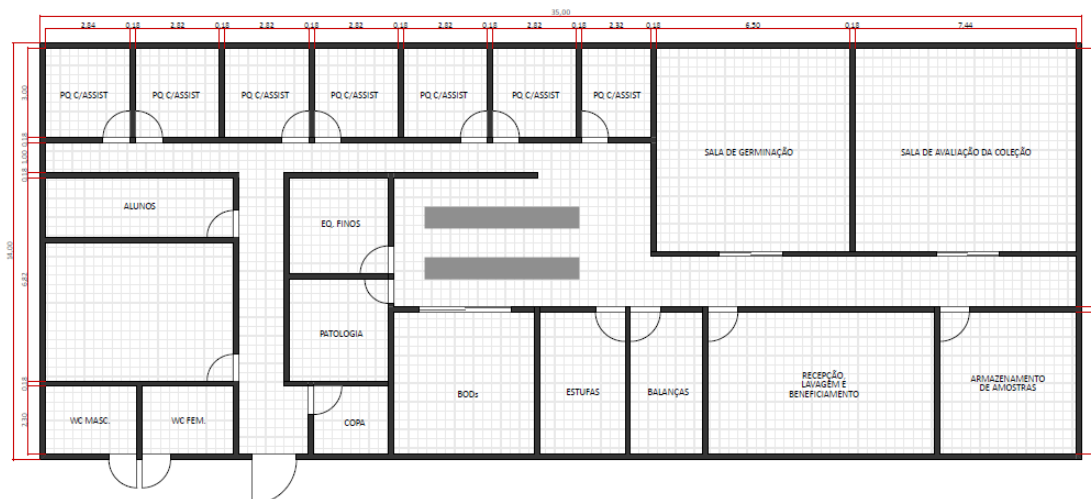 35,00
2,84 0,18 2,82 0,18 2,82 0,18 2,82 0,18 2,82 0,18 2,82 0,18 2,32 0,18 6,50 0,18 7,44
14,00
3,00
0,18
1,00
0,18
6,82
0,18
2,30
PQ C/ASSIST PQ C/ASSIST PQ C/ASSIST PQ C/ASSIST PQ C/ASSIST PQ C/ASSIST PQ C/ASSIST
SALA DE GERMINAÇÃO SALA DE AVALIAÇÃO DA COLEÇÃO
ALUNOS
EQ. FINOS
PATOLOGIA
WC MASC. WC FEM.
COPA
BODs
ESTUFAS
BALANÇAS
RECEPÇÃO,
LAVAGEM E
BENEFICIAMENTO
ARMAZENAMENTO
DE AMOSTRAS